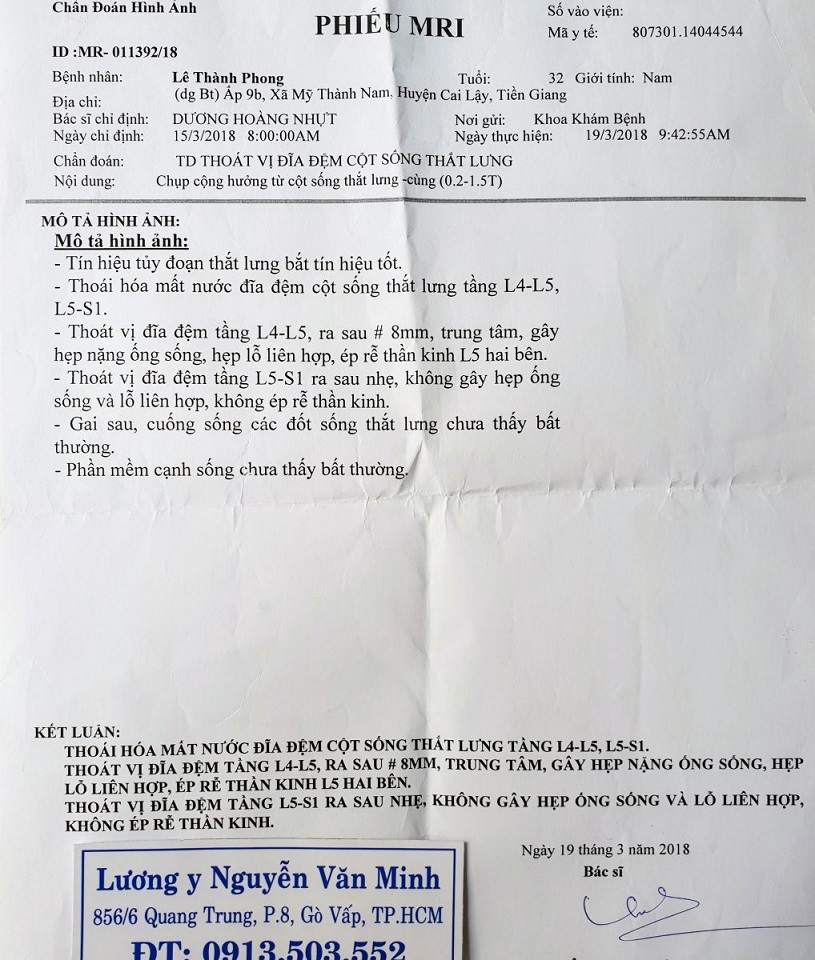 Chẩn Đoán Hình Ảnh
Số vào viện:
PHIẾU MRI
Mã y tế: 807301.14044544
ID :MR- 011392/18
Bệnh nhân: Lê Thành Phong Tuổi: 32 Giới tính: Nam
Địa chỉ: (dg Bt) Ấp 9b, Xã Mỹ Thành Nam, Huyện Cai Lậy, Tiền Giang
Bác sĩ chỉ định: DƯƠNG HOÀNG NHỰT Nơi gửi: Khoa Khám Bệnh
Ngày chỉ định: 15/3/2018 8:00:00AM Ngày thực hiện: 19/3/2018 9:42:55AM
Chẩn đoán: TD THOÁT VỊ ĐĨA ĐỆM CỘT SỐNG THẮT LƯNG
Nội dung: Chụp cộng hưởng từ cột sống thắt lưng -cùng (0.2-1.5T)
MÔ TẢ HÌNH ẢNH:
Mô tả hình ảnh:
- Tín hiệu tủy đoạn thắt lưng bắt tín hiệu tốt.
- Thoái hóa mất nước đĩa đệm cột sống thắt lưng tầng L4-L5,
L5-S1.
- Thoát vị đĩa đệm tầng L4-L5, ra sau # 8mm, trung tâm, gây
hẹp nặng ống sống, hẹp lỗ liên hợp, ép rễ thần kinh L5 hai bên.
- Thoát vị đĩa đệm tầng L5-S1 ra sau nhẹ, không gây hẹp ống
sống và lỗ liên hợp, không ép rễ thần kinh.
- Gai sau, cuống sống các đốt sống thắt lưng chưa thấy bất
thường.
- Phần mềm cạnh sống chưa thấy bất thường.
KẾT LUẬN:
THOÁI HÓA MẤT NƯỚC ĐĨA ĐỆM CỘT SỐNG THẮT LƯNG TẦNG L4-L5, L5-S1.
THOÁT VỊ ĐĨA ĐỆM TẦNG L4-L5, RA SAU # 8MM, TRUNG TÂM, GÂY HẸP NẶNG ỐNG SỐNG, HẸP
LỖ LIÊN HỢP, ÉP RỄ THẦN KINH L5 HAI BÊN.
THOÁT VỊ ĐĨA ĐỆM TẦNG L5-S1 RA SAU NHẸ, KHÔNG GÂY HẸP ỐNG SỐNG VÀ LỖ LIÊN HỢP,
KHÔNG ÉP RỄ THẦN KINH.
Ngày 19 tháng 3 năm 2018
Bác sĩ
Lương y Nguyễn Văn Minh
856/6 Quang Trung, P.8, Gò Vấp, TP.HCM
ĐT: 0913.503.552